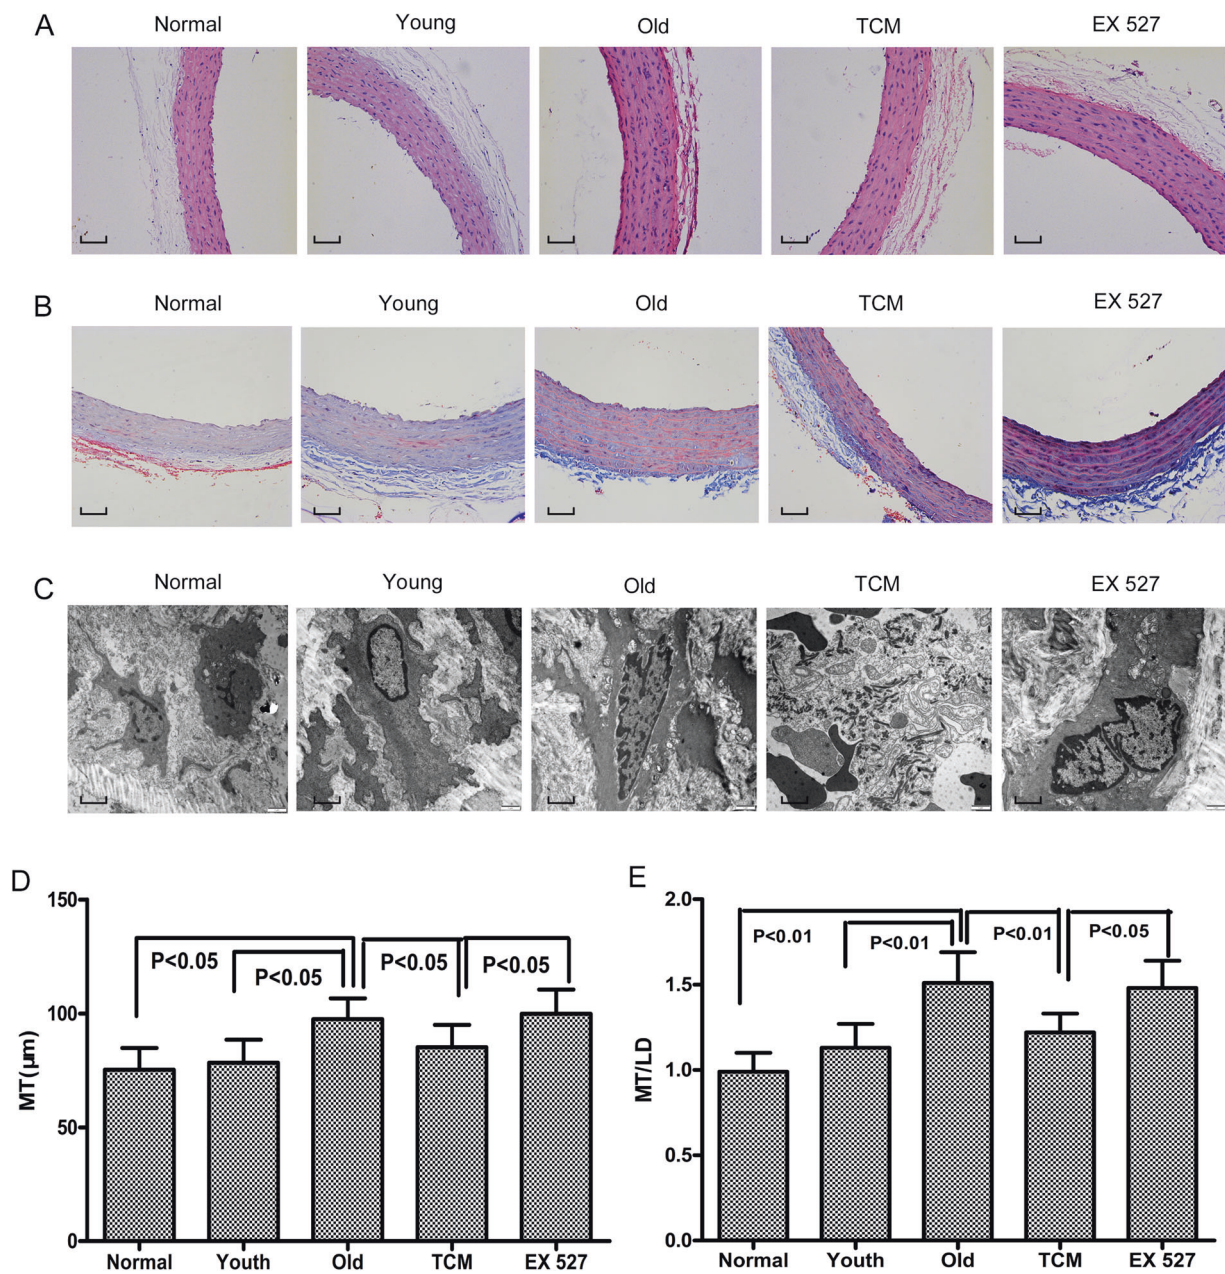 A
Normal Young Old TCM EX 527
B
Normal Young Old TCM EX 527
C
Normal Young Old TCM EX 527
D
MT(μm)
150
100
50
0
P<0.05
P<0.05
P<0.05
P<0.05
Normal Youth Old TCM EX 527
E
MT/LD
2.0
1.5
1.0
0.5
0.0
P<0.01
P<0.01
P<0.01
P<0.05
Normal Youth Old TCM EX 527